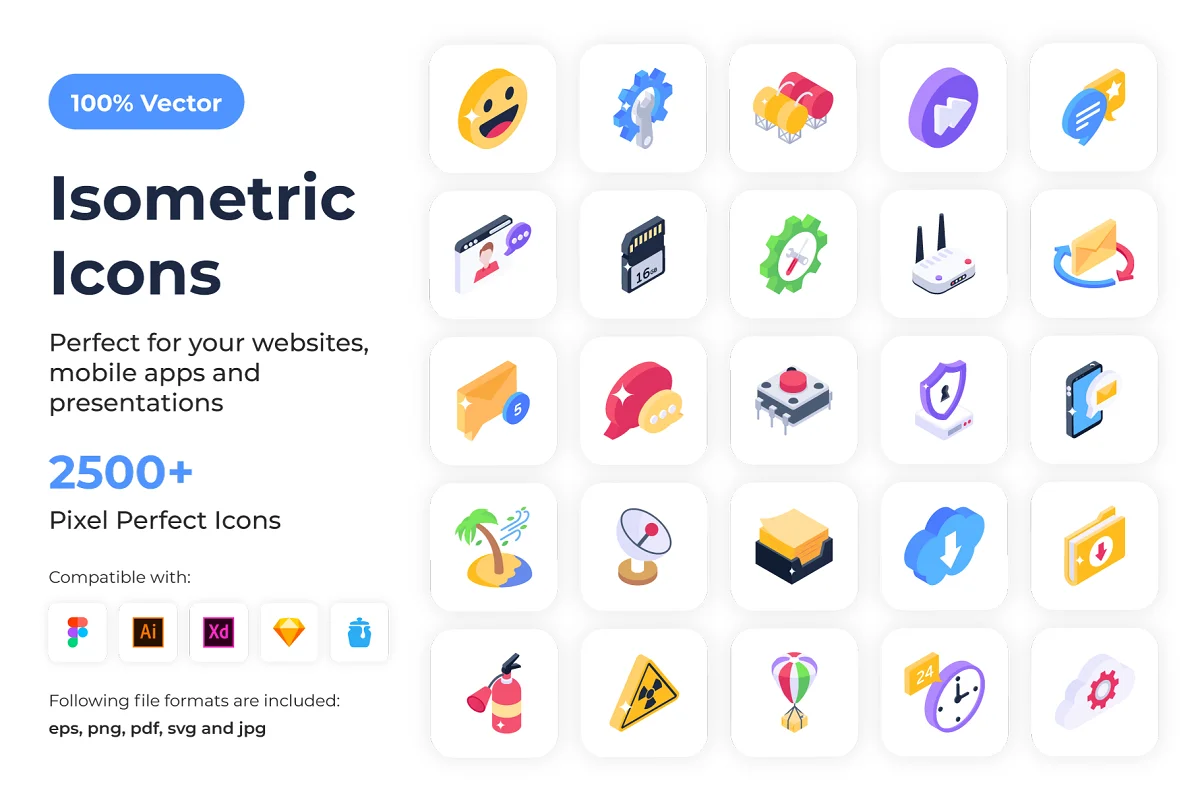 100% Vector
Isometric
Icons
Perfect for your websites,
mobile apps and
presentations
2500+
Pixel Perfect Icons
Compatible with:
Ai
Xd
Following file formats are included:
eps, png, pdf, svg and jpg
16GB
5
24